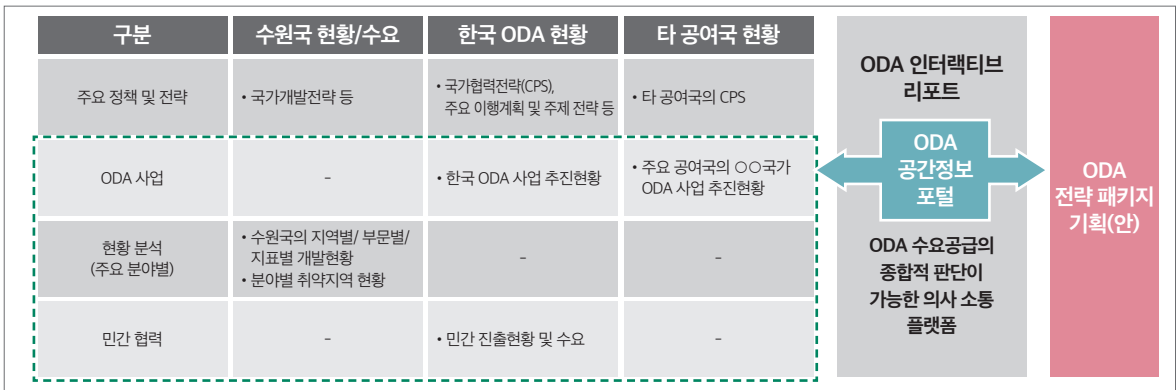 구분
수원국 현황/수요
한국 ODA 현황
타 공여국 현황
주요 정책 및 전략
• 국가개발전략 등
• 국가협력전략(CPS),
주요 이행계획 및 주제 전략 등
• 타 공여국의 CPS
ODA 사업
-
• 한국 ODA 사업 추진현황
• 주요 공여국의 ○○국가
ODA 사업 추진현황
현황 분석
(주요 분야별)
• 수원국의 지역별/ 부문별/
지표별 개발현황
• 분야별 취약지역 현황
-
-
민간 협력
-
• 민간 진출현황 및 수요
-
ODA 인터랙티브
리포트
ODA
공간정보
포털
ODA 수요공급의
종합적 판단이
가능한 의사 소통
플랫폼
ODA
전략 패키지
기획(안)